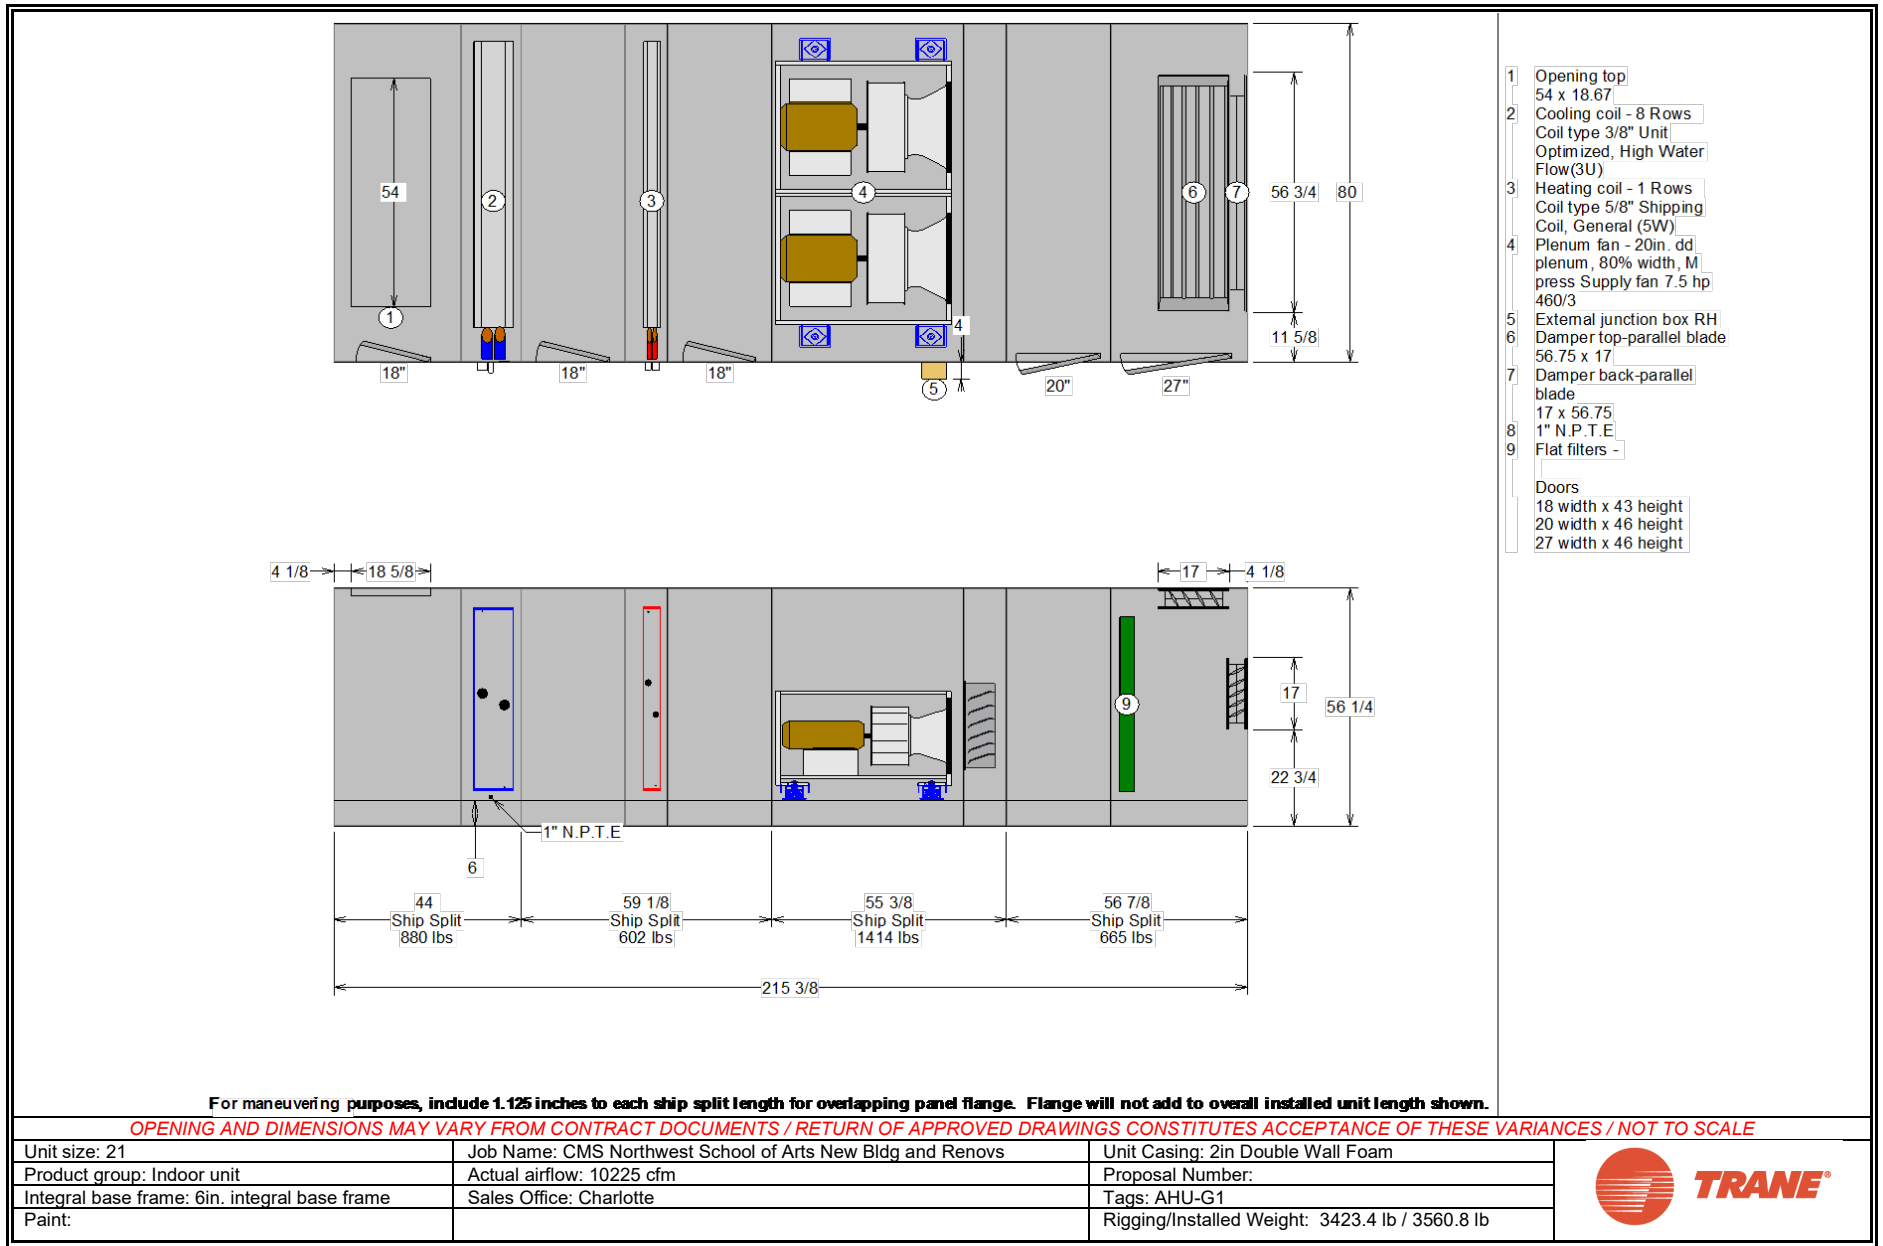 54
1
2
3
4
5
6
7
18"
18"
18"
4
20"
27"
56 3/4
80
11 5/8
1 Opening top
54 x 18.67
2 Cooling coil - 8 Rows
Coil type 3/8" Unit
Optimized, High Water
Flow(3U)
3 Heating coil - 1 Rows
Coil type 5/8" Shipping
Coil, General (5W)
4 Plenum fan - 20in. dd
plenum, 80% width, M
press Supply fan 7.5 hp
460/3
5 External junction box RH
6 Damper top-parallel blade
56.75 x 17
7 Damper back-parallel
blade
17 x 56.75
8 1" N.P.T.E
9 Flat filters -
Doors
18 width x 43 height
20 width x 46 height
27 width x 46 height
4 1/8
18 5/8
17
4 1/8
9
17
56 1/4
22 3/4
1" N.P.T.E
6
44
Ship Split
880 lbs
59 1/8
Ship Split
602 lbs
55 3/8
Ship Split
1414 lbs
56 7/8
Ship Split
665 lbs
215 3/8
For maneuvering purposes, include 1.125 inches to each ship split length for overlapping panel flange. Flange will not add to overall installed unit length shown.
OPENING AND DIMENSIONS MAY VARY FROM CONTRACT DOCUMENTS / RETURN OF APPROVED DRAWINGS CONSTITUTES ACCEPTANCE OF THESE VARIANCES / NOT TO SCALE
Unit size: 21
Job Name: CMS Northwest School of Arts New Bldg and Renovs
Unit Casing: 2in Double Wall Foam
Product group: Indoor unit
Actual airflow: 10225 cfm
Proposal Number:
Integral base frame: 6in. integral base frame
Sales Office: Charlotte
Tags: AHU-G1
Paint:
Rigging/Installed Weight: 3423.4 lb / 3560.8 lb
TRANE®